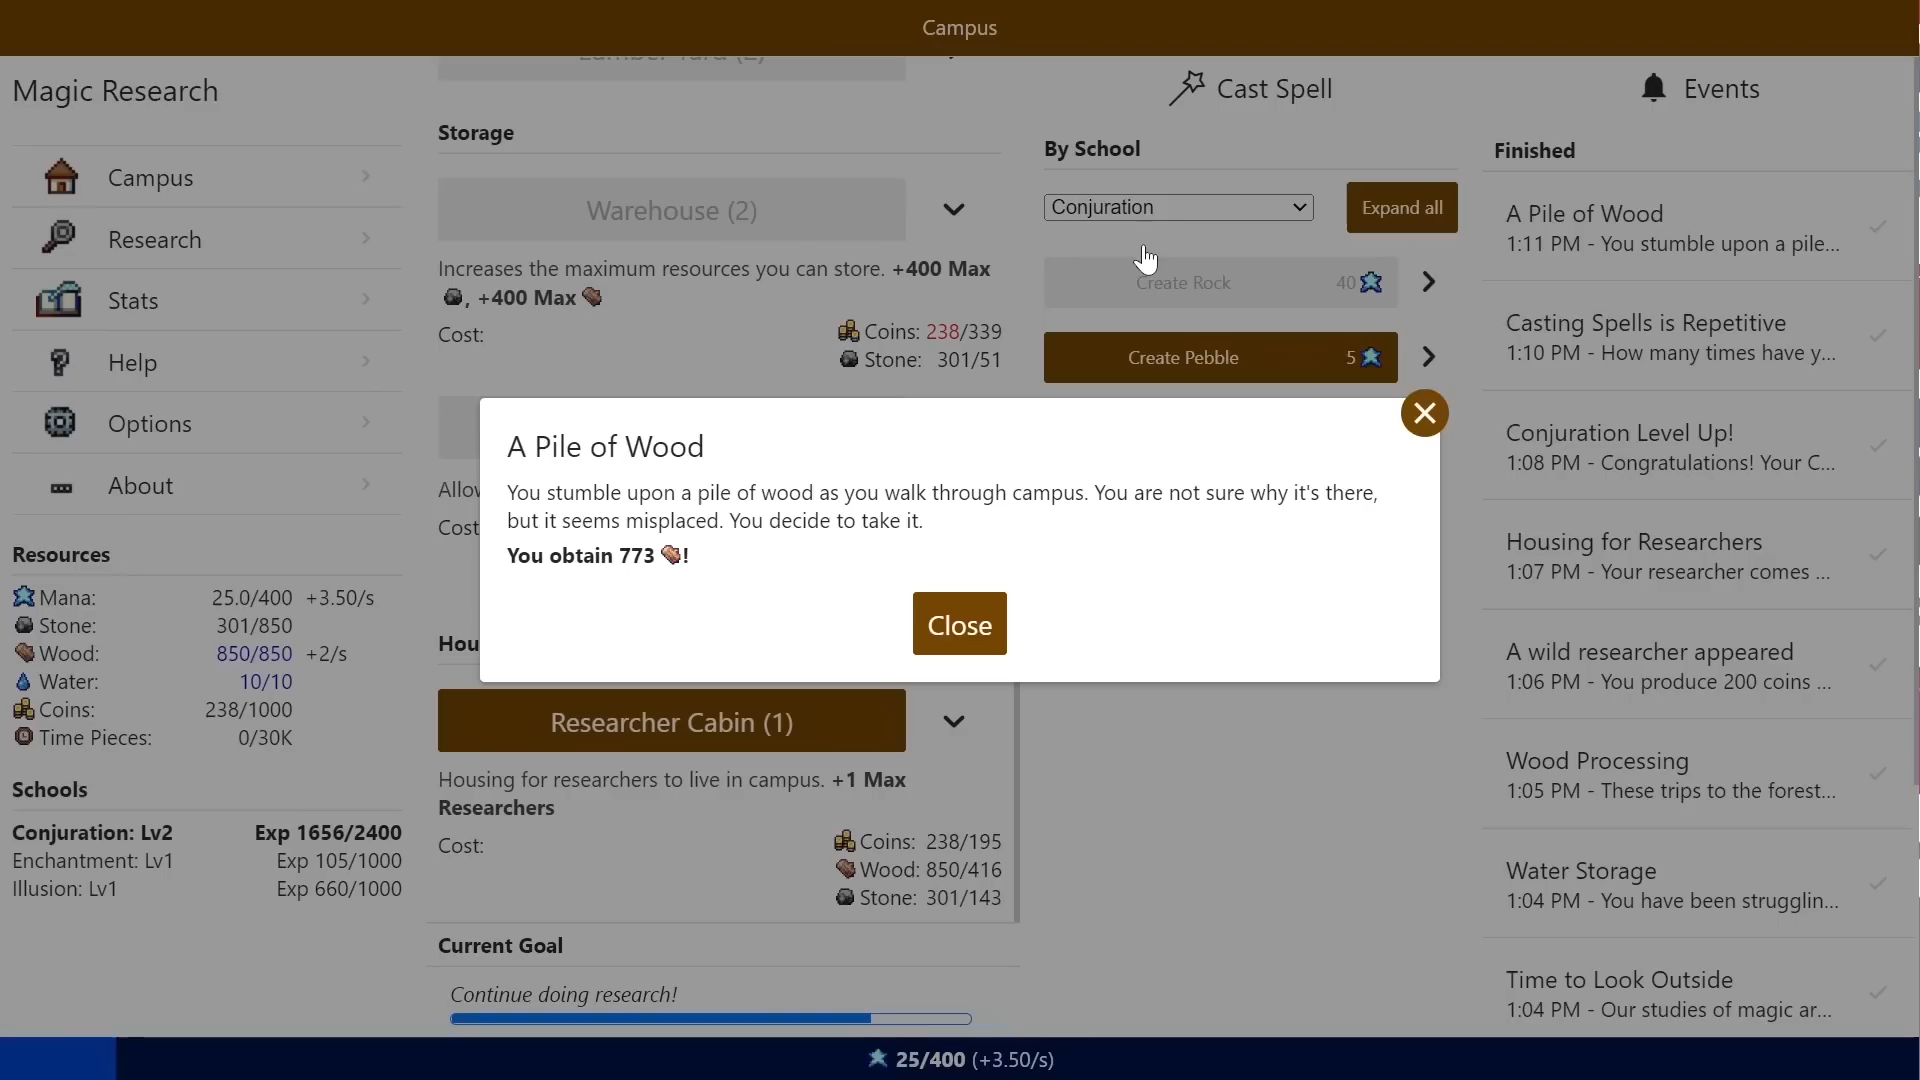 Campus
Magic Research
Campus
Research
Stats
Help
Options
About
Resources
Mana: 25.0/400 +3.50/s
Stone: 301/850
Wood: 850/850 +2/s
Water: 10/10
Coins: 238/1000
Time Pieces: 0/30K
Schools
Conjuration: Lv2 Exp 1656/2400
Enchantment: Lv1 Exp 105/1000
Illusion: Lv1 Exp 660/1000
Storage
Warehouse (2)
Increases the maximum resources you can store. +400 Max
, +400 Max
Cost:
Coins: 238/339
Stone: 301/51
Researcher Cabin (1)
Housing for researchers to live in campus. +1 Max
Researchers
Cost:
Coins: 238/195
Wood: 850/416
Stone: 301/143
Current Goal
Continue doing research!
Cast Spell
By School
Conjuration
Expand all
Create Rock 40
Create Pebble 5
A Pile of Wood
You stumble upon a pile of wood as you walk through campus. You are not sure why it's there,
but it seems misplaced. You decide to take it.
You obtain 773 !
Close
Events
Finished
A Pile of Wood
1:11 PM - You stumble upon a pile...
Casting Spells is Repetitive
1:10 PM - How many times have y...
Conjuration Level Up!
1:08 PM - Congratulations! Your C...
Housing for Researchers
1:07 PM - Your researcher comes ...
A wild researcher appeared
1:06 PM - You produce 200 coins ...
Wood Processing
1:05 PM - These trips to the forest...
Water Storage
1:04 PM - You have been strugglin...
Time to Look Outside
1:04 PM - Our studies of magic ar...
25/400 (+3.50/s)